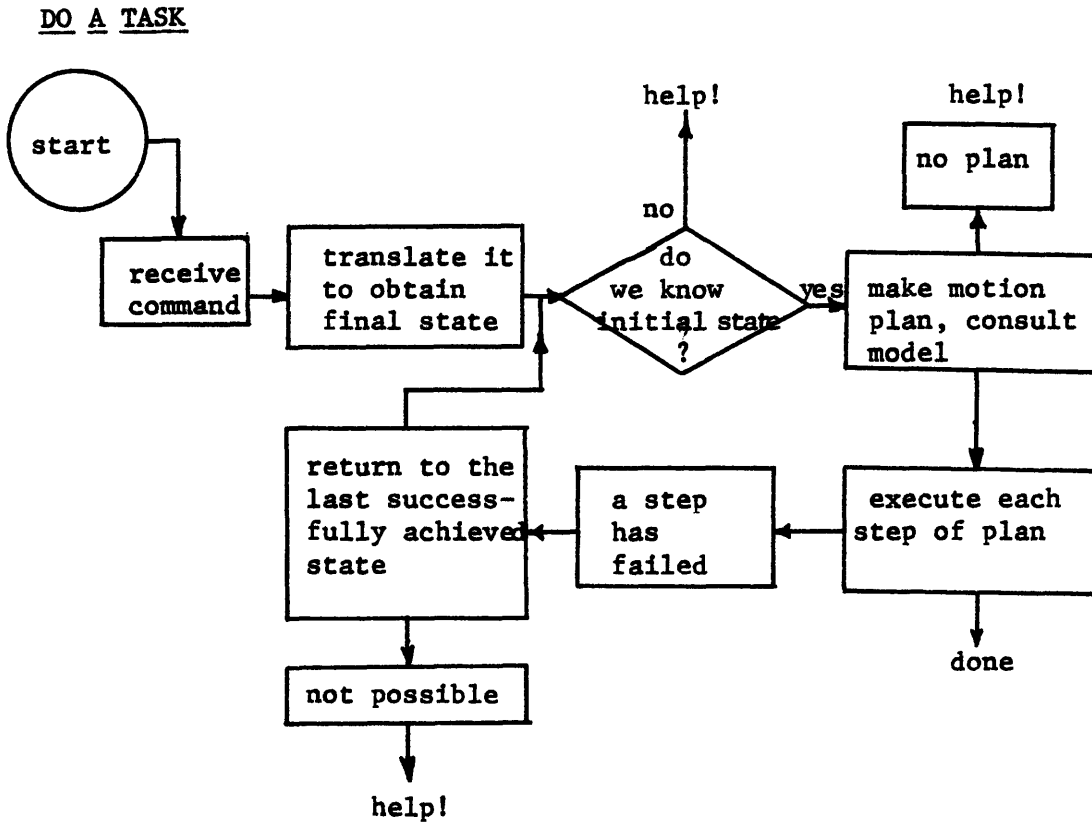 DO A TASK
start
receive
command
translate it
to obtain
final state
do
we know
initial state
?
no
help!
yes
make motion
plan, consult
model
no plan
help!
execute each
step of plan
done
a step
has
failed
return to the
last success-
fully achieved
state
not possible
help!